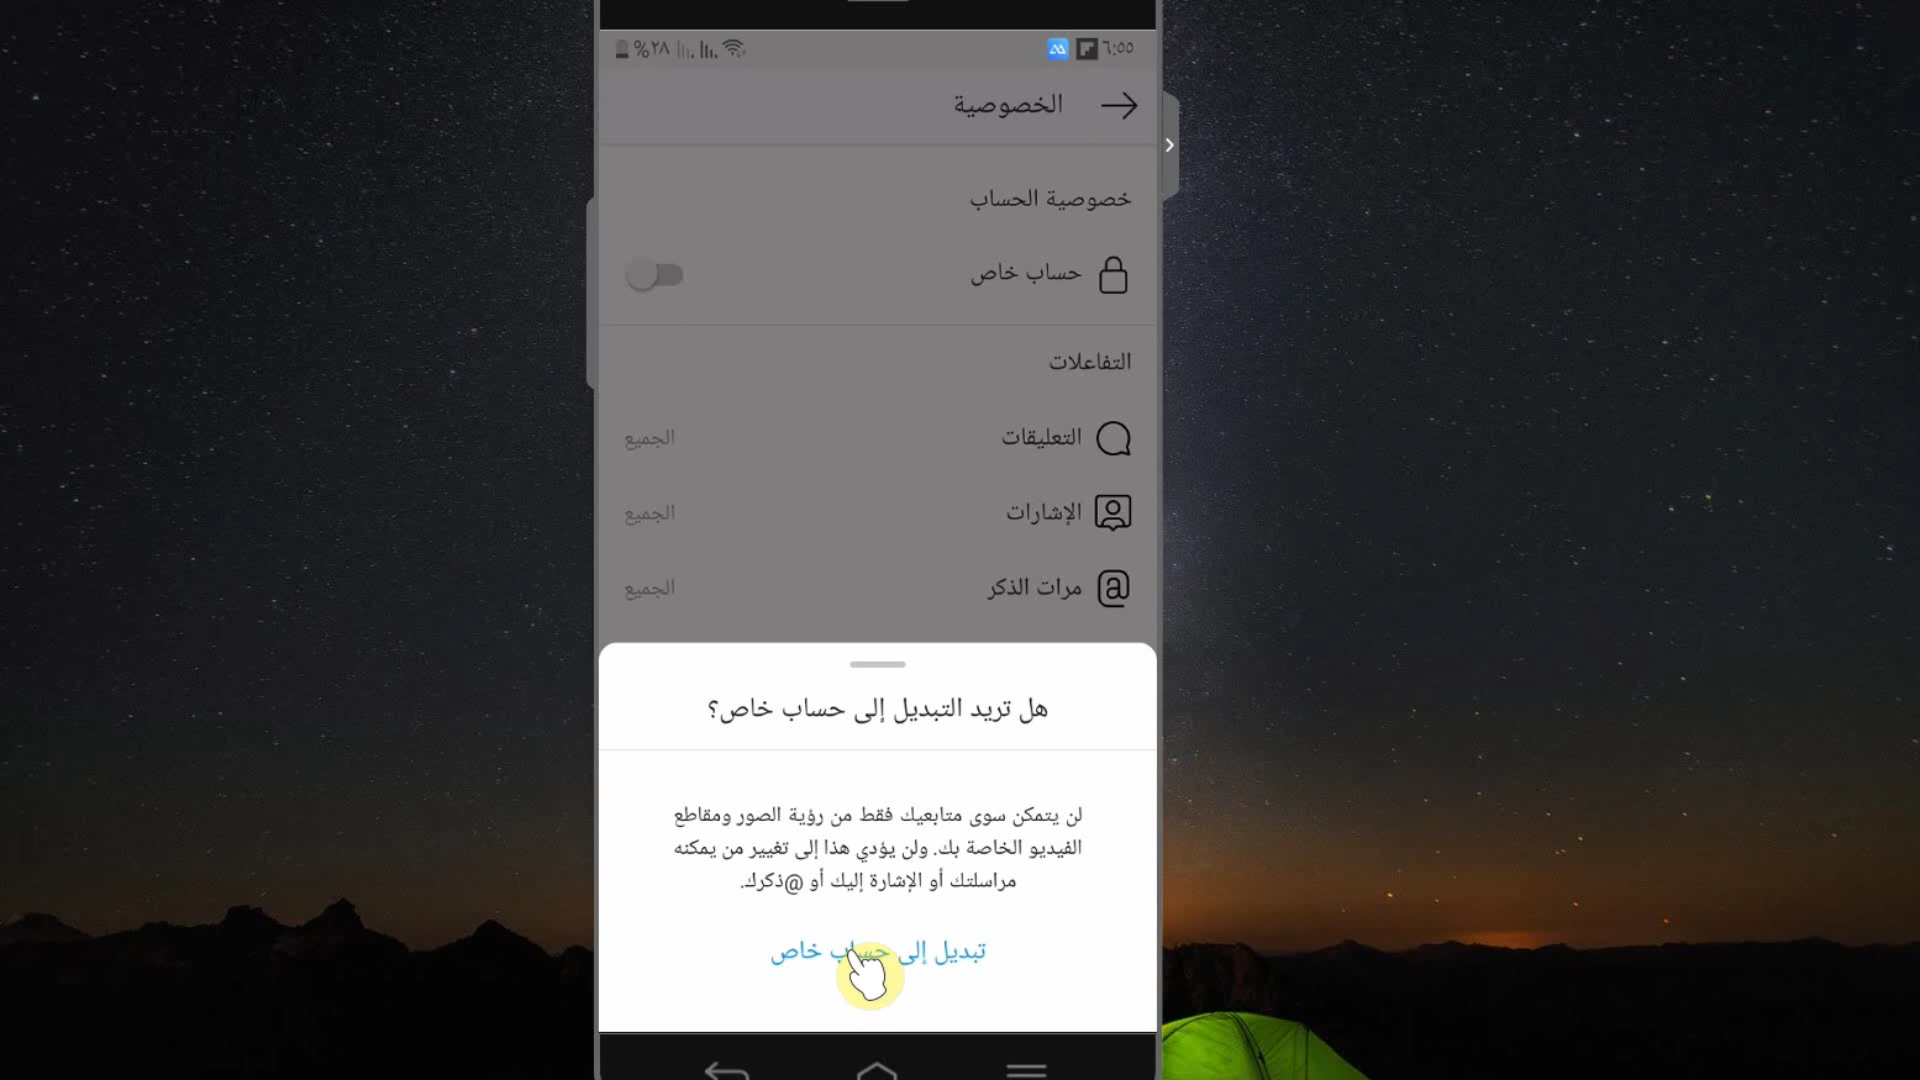 %٢٨
٦:٥٥
الخصوصية
خصوصية الحساب
حساب خاص
التفاعلات
التعليقات
الجميع
الإشارات
الجميع
مرات الذكر
الجميع
هل تريد التبديل إلى حساب خاص؟
لن يتمكن سوى متابعيك فقط من رؤية الصور ومقاطع
الفيديو الخاصة بك. ولن يؤدي هذا إلى تغيير من يمكنه
مراسلتك أو الإشارة إليك أو @ذكرك.
تبديل إلى حساب خاص